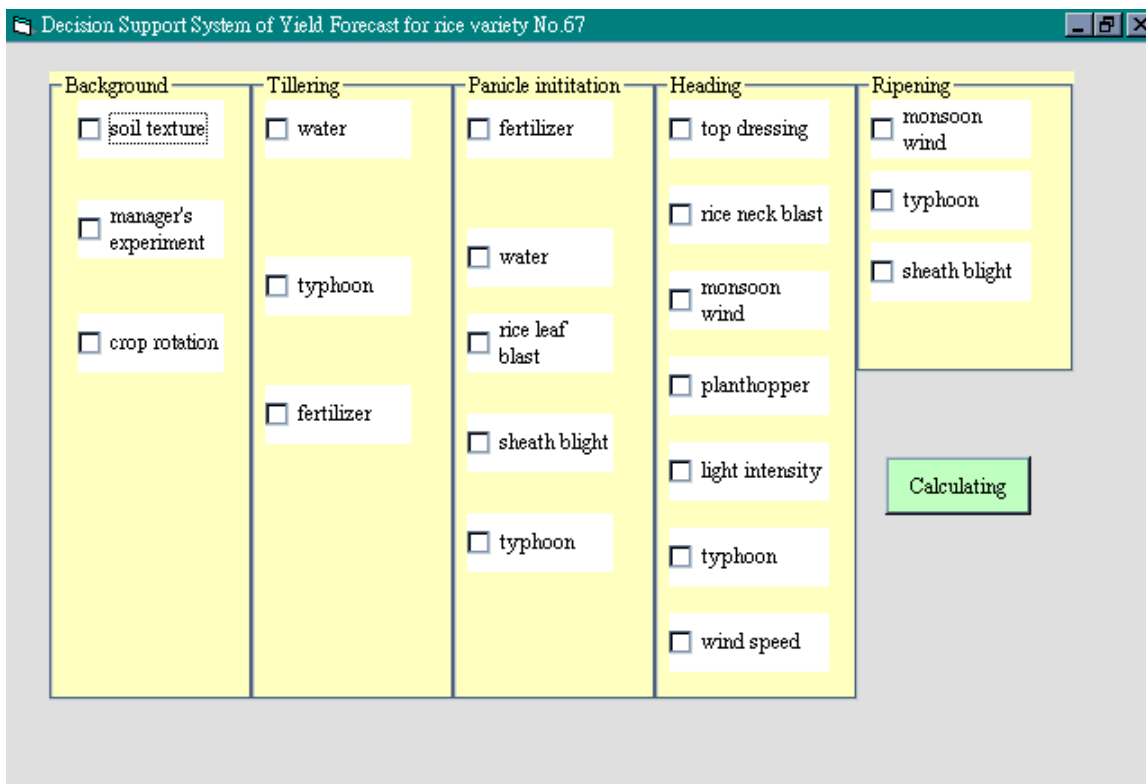 Decision Support System of Yield Forecast for rice variety No.67
Background
soil texture
manager's
experiment
crop rotation
Tillering
water
typhoon
fertilizer
Panicle inititation
fertilizer
water
rice leaf
blast
sheath blight
typhoon
Heading
top dressing
rice neck blast
monsoon
wind
planthopper
light intensity
typhoon
wind speed
Ripening
monsoon
wind
typhoon
sheath blight
Calculating